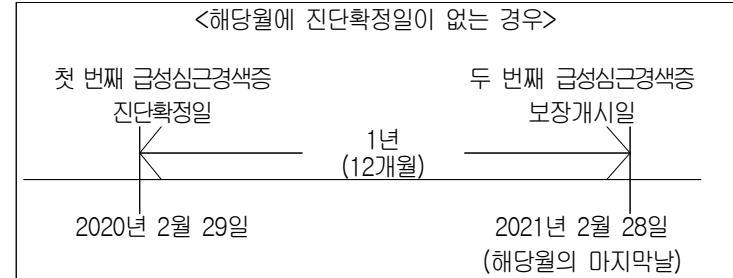 <해당월에 진단확정일이 없는 경우>
첫 번째 급성심근경색증
진단확정일
두 번째 급성심근경색증
보장개시일
1년
(12개월)
2020년 2월 29일
2021년 2월 28일
(해당월의 마지막날)